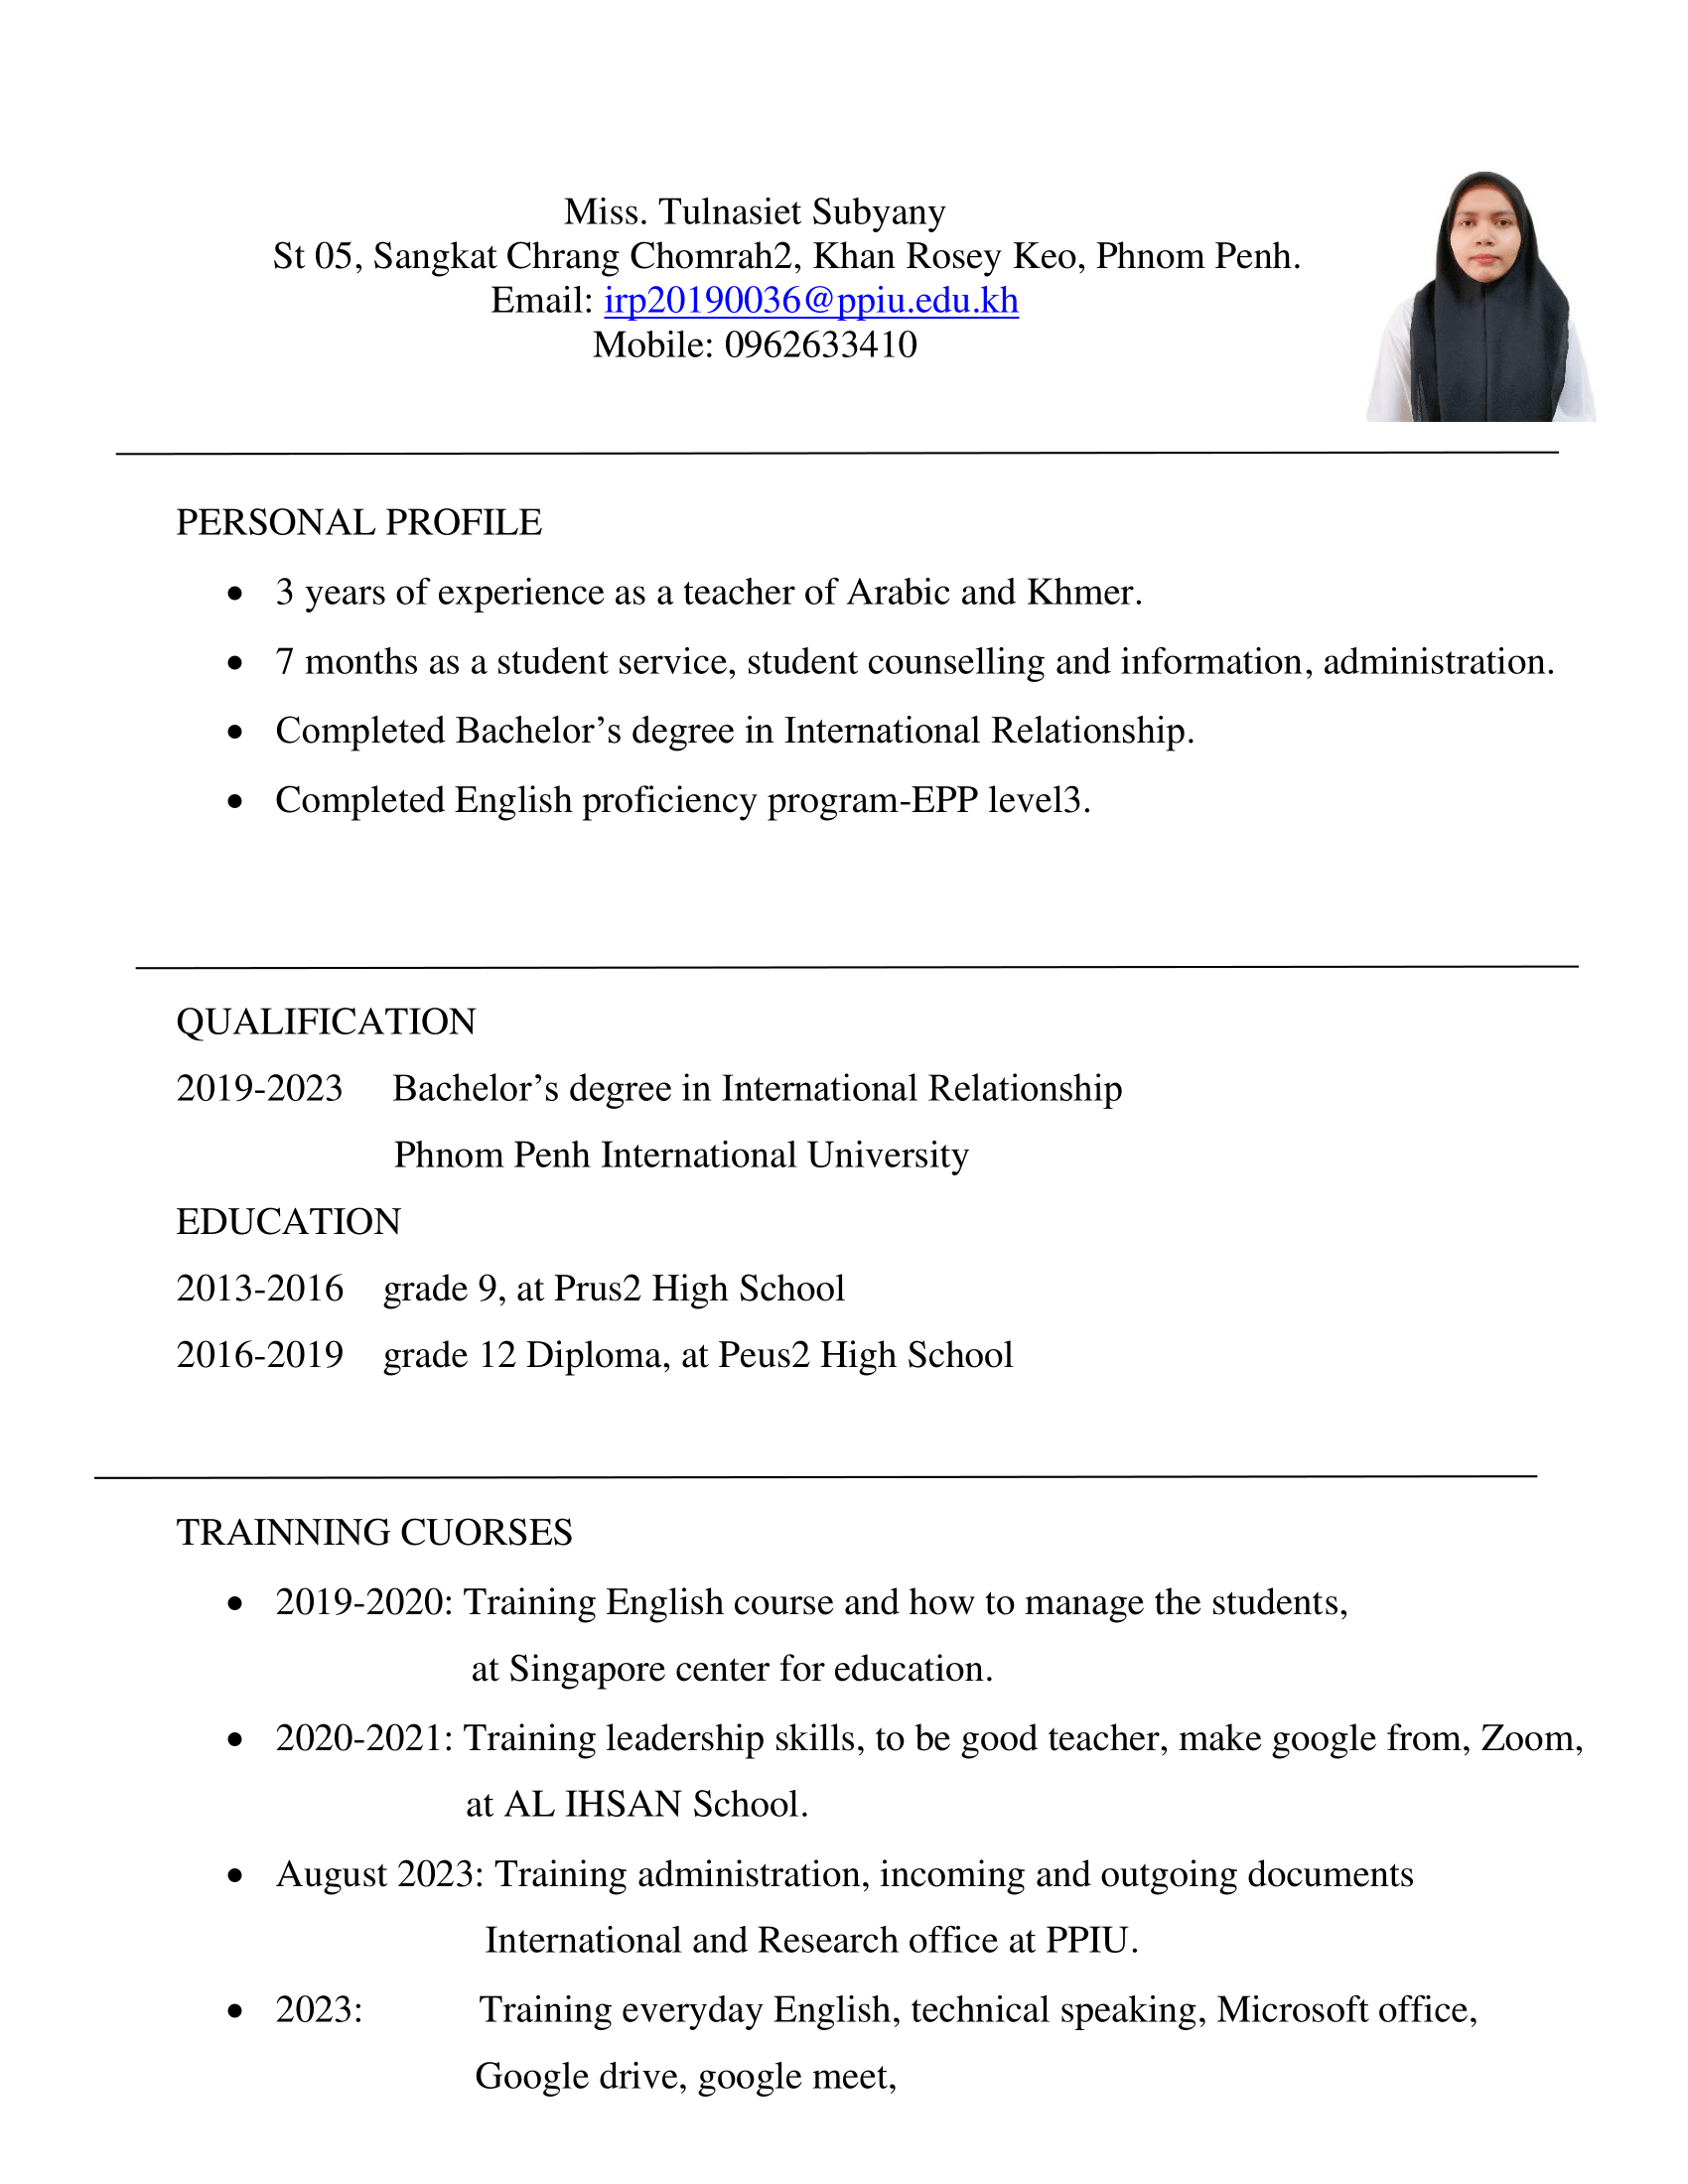 Miss. Tulnasiet Subyany
St 05, Sangkat Chrang Chomrah2, Khan Rosey Keo, Phnom Penh.
Email: irp20190036@ppiu.edu.kh
Mobile: 0962633410
PERSONAL PROFILE
• 3 years of experience as a teacher of Arabic and Khmer.
• 7 months as a student service, student counselling and information, administration.
• Completed Bachelor’s degree in International Relationship.
• Completed English proficiency program-EPP level3.
QUALIFICATION
2019-2023 Bachelor’s degree in International Relationship
Phnom Penh International University
EDUCATION
2013-2016 grade 9, at Prus2 High School
2016-2019 grade 12 Diploma, at Peus2 High School
TRAINNING CUORSES
• 2019-2020: Training English course and how to manage the students,
at Singapore center for education.
• 2020-2021: Training leadership skills, to be good teacher, make google from, Zoom,
at AL IHSAN School.
• August 2023: Training administration, incoming and outgoing documents
International and Research office at PPIU.
• 2023: Training everyday English, technical speaking, Microsoft office,
Google drive, google meet,